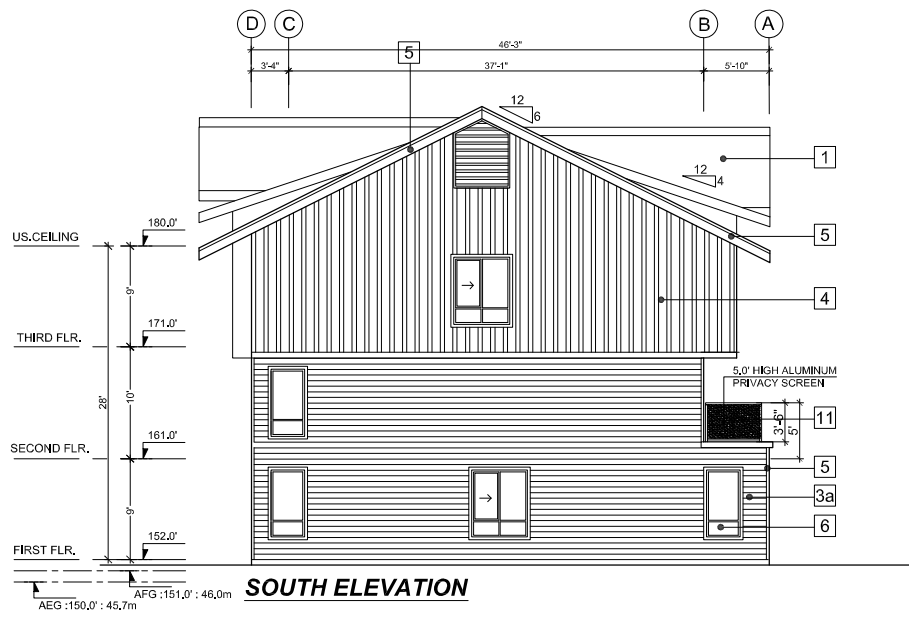 D C B A
46'-3"
5
3'-4" 37'-1" 5'-10"
12
6
1
12
4
180.0'
US.CEILING
5
9'
4
171.0'
THIRD FLR.
5.0' HIGH ALUMINUM
PRIVACY SCREEN
28'
10'
3'-6"
5'
11
161.0'
SECOND FLR.
5
3a
9'
6
152.0'
FIRST FLR.
AFG :151.0' : 46.0m
AEG :150.0' : 45.7m
SOUTH ELEVATION